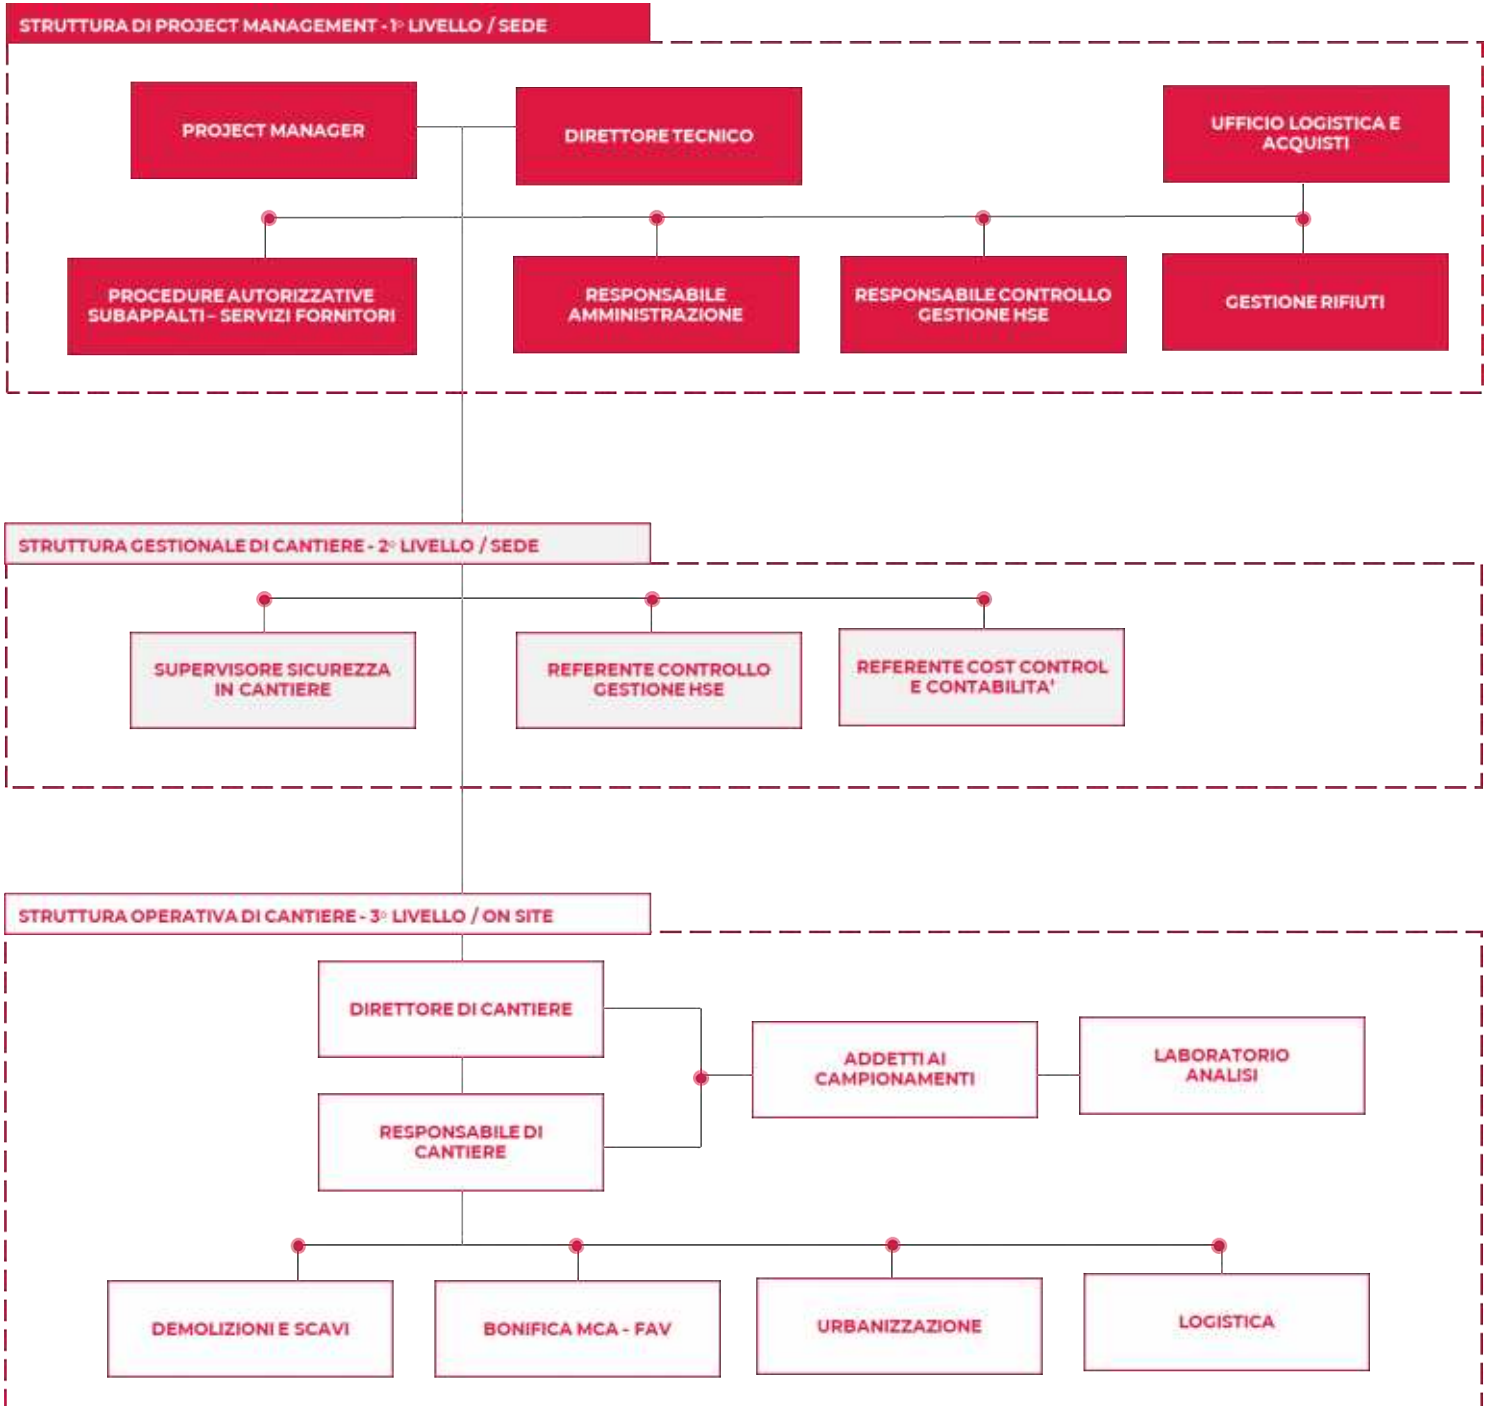 STRUTTURA DI PROJECT MANAGEMENT - 1° LIVELLO / SEDE
PROJECT MANAGER
DIRETTORE TECNICO
UFFICIO LOGISTICA E
ACQUISTI
PROCEDURE AUTORIZZATIVE
SUBAPPALTI – SERVIZI FORNITORI
RESPONSABILE
AMMINISTRAZIONE
RESPONSABILE CONTROLLO
GESTIONE HSE
GESTIONE RIFIUTI
STRUTTURA GESTIONALE DI CANTIERE - 2° LIVELLO / SEDE
SUPERVISORE SICUREZZA
IN CANTIERE
REFERENTE CONTROLLO
GESTIONE HSE
REFERENTE COST CONTROL
E CONTABILITA'
STRUTTURA OPERATIVA DI CANTIERE - 3° LIVELLO / ON SITE
DIRETTORE DI CANTIERE
ADDETTI AI
CAMPIONAMENTI
LABORATORIO
ANALISI
RESPONSABILE DI
CANTIERE
DEMOLIZIONI E SCAVI
BONIFICA MCA - FAV
URBANIZZAZIONE
LOGISTICA